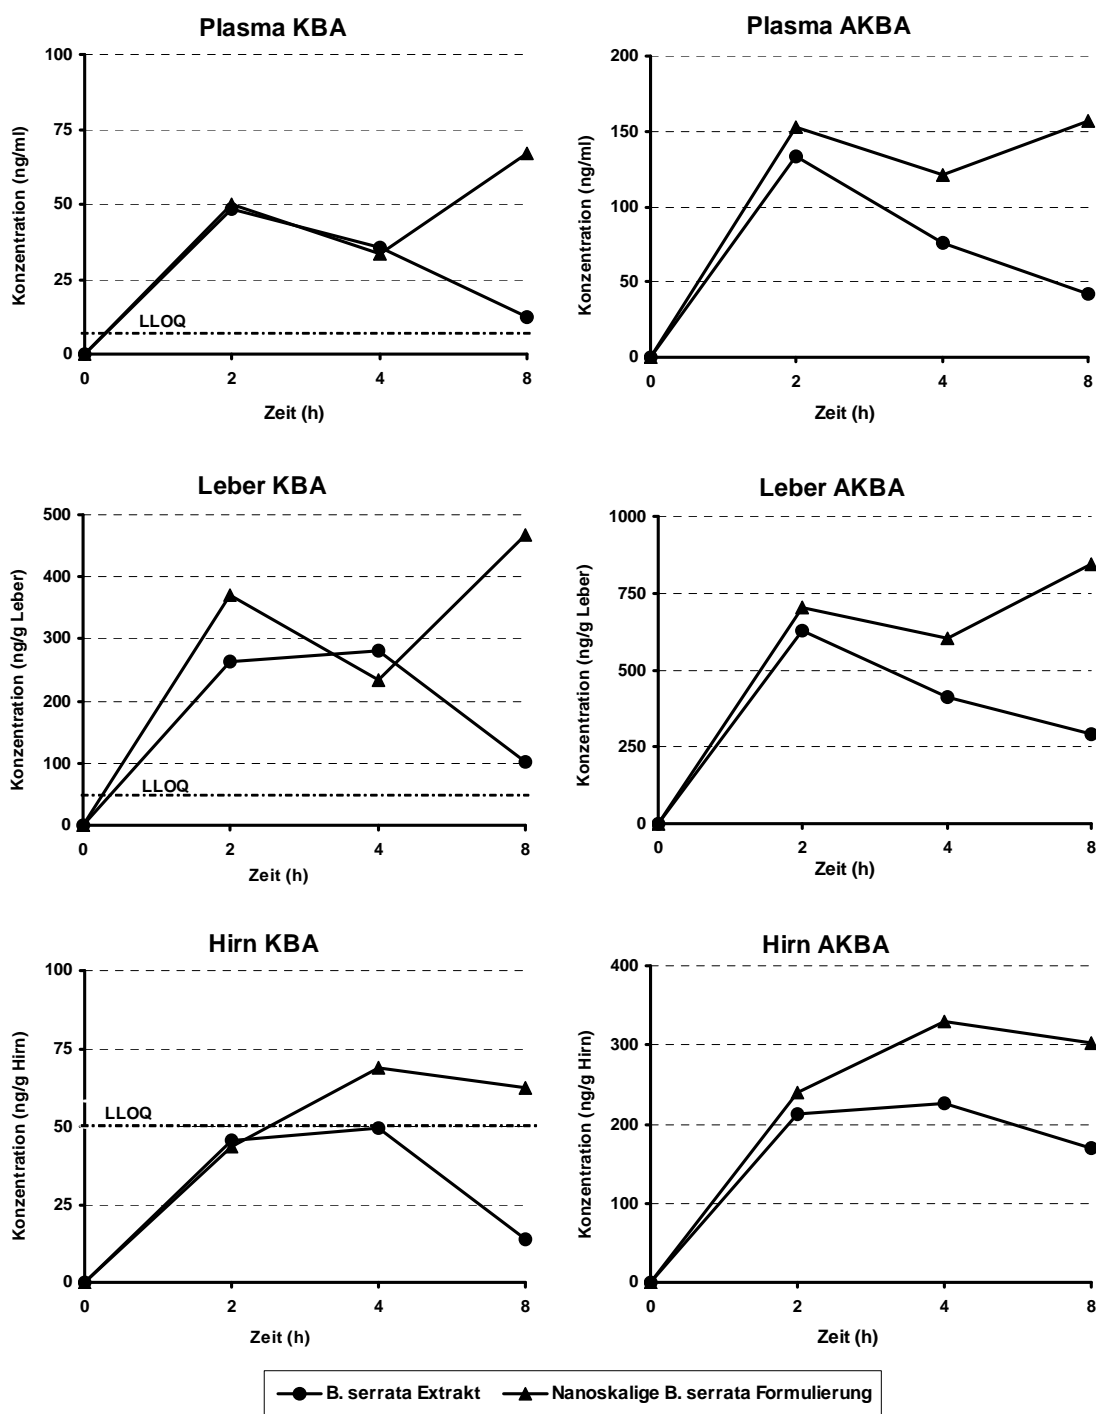 Plasma KBA
Konzentration (ng/ml)
100
75
50
25
0
LLOQ
0 2 4 8
Zeit (h)
Plasma AKBA
Konzentration (ng/ml)
200
150
100
50
0
0 2 4 8
Zeit (h)
Leber KBA
Konzentration (ng/g Leber)
500
400
300
200
100
0
LLOQ
0 2 4 8
Zeit (h)
Leber AKBA
Konzentration (ng/g Leber)
1000
750
500
250
0
0 2 4 8
Zeit (h)
Hirn KBA
Konzentration (ng/g Hirn)
100
75
50
25
0
LLOQ
0 2 4 8
Zeit (h)
Hirn AKBA
Konzentration (ng/g Hirn)
400
300
200
100
0
0 2 4 8
Zeit (h)
B. serrata Extrakt Nanoskalige B. serrata Formulierung